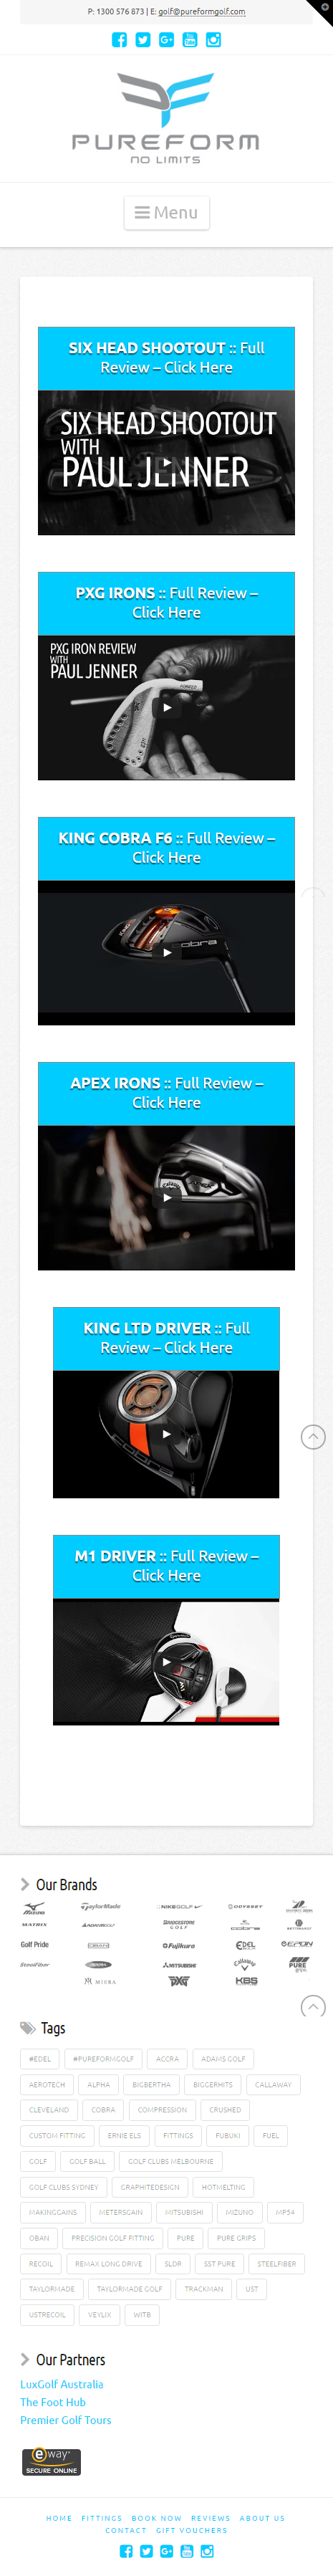 P: 1300 576 873 | E: golf@pureformgolf.com
PUREFORM
NO LIMITS
Menu
SIX HEAD SHOOTOUT :: Full
Review – Click Here
SIX HEAD SHOOTOUT
WITH
PAUL JENNER
PXG IRONS :: Full Review –
Click Here
PXG IRON REVIEW
WITH
PAUL JENNER
KING COBRA F6 :: Full Review –
Click Here
cobra
APEX IRONS :: Full Review –
Click Here
KING LTD DRIVER :: Full
Review – Click Here
M1 DRIVER :: Full Review –
Click Here
Our Brands
MIZUNO TaylorMade NIKEGOLF ODYSSEY
MATRIX ADAMSGOLF BRIDGESTONE GOLF cobra
Golf Pride Fujikura EDEL EPON
SteelFiber MITSUBISHI Callaway PURE
MIURA PXG KBS
Tags
#EDEL #PUREFORMGOLF ACCRA ADAMS GOLF
AEROTECH ALPHA BIGBERTHA BIGGERHITS CALLAWAY
CLEVELAND COBRA COMPRESSION CRUSHED
CUSTOM FITTING ERNIE ELS FITTINGS FUBUKI FUEL
GOLF GOLF BALL GOLF CLUBS MELBOURNE
GOLF CLUBS SYDNEY GRAPHITEDESIGN HOTMELTING
MAKINGGAINS METERSGAIN MITSUBISHI MIZUNO MP54
OBAN PRECISION GOLF FITTING PURE PURE GRIPS
RECOIL REMAX LONG DRIVE SLDR SST PURE STEELFIBER
TAYLORMADE TAYLORMADE GOLF TRACKMAN UST
USTRECOIL VEYLIX WITB
Our Partners
LuxGolf Australia
The Foot Hub
Premier Golf Tours
eway
SECURE ONLINE
HOME FITTINGS BOOK NOW REVIEWS ABOUT US
CONTACT GIFT VOUCHERS